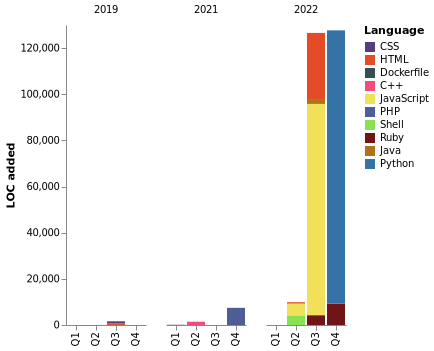 2019 2021 2022
Language
CSS
HTML
Dockerfile
C++
JavaScript
PHP
Shell
Ruby
Java
Python
LOC added
120,000
100,000
80,000
60,000
40,000
20,000
0
Q1 Q2 Q3 Q4 Q1 Q2 Q3 Q4 Q1 Q2 Q3 Q4